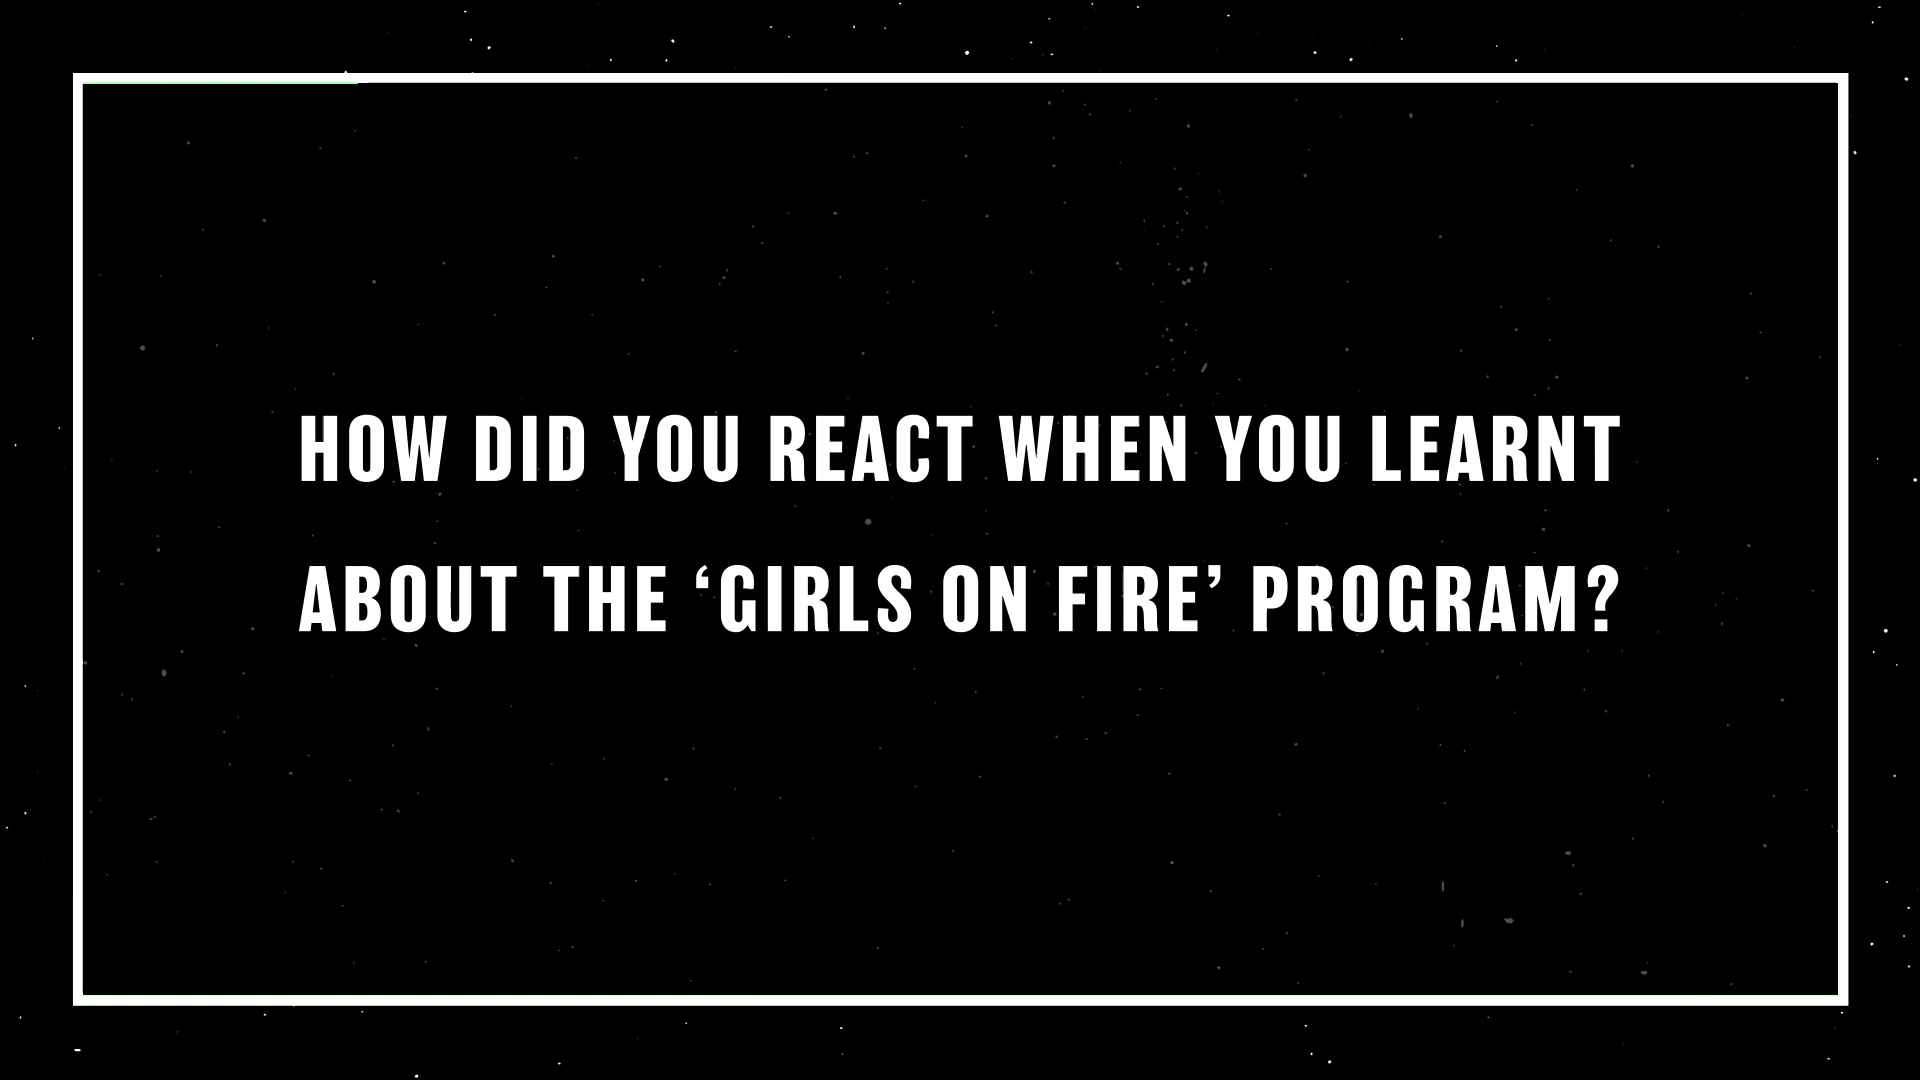 HOW DID YOU REACT WHEN YOU LEARNT
ABOUT THE ‘GIRLS ON FIRE’ PROGRAM?